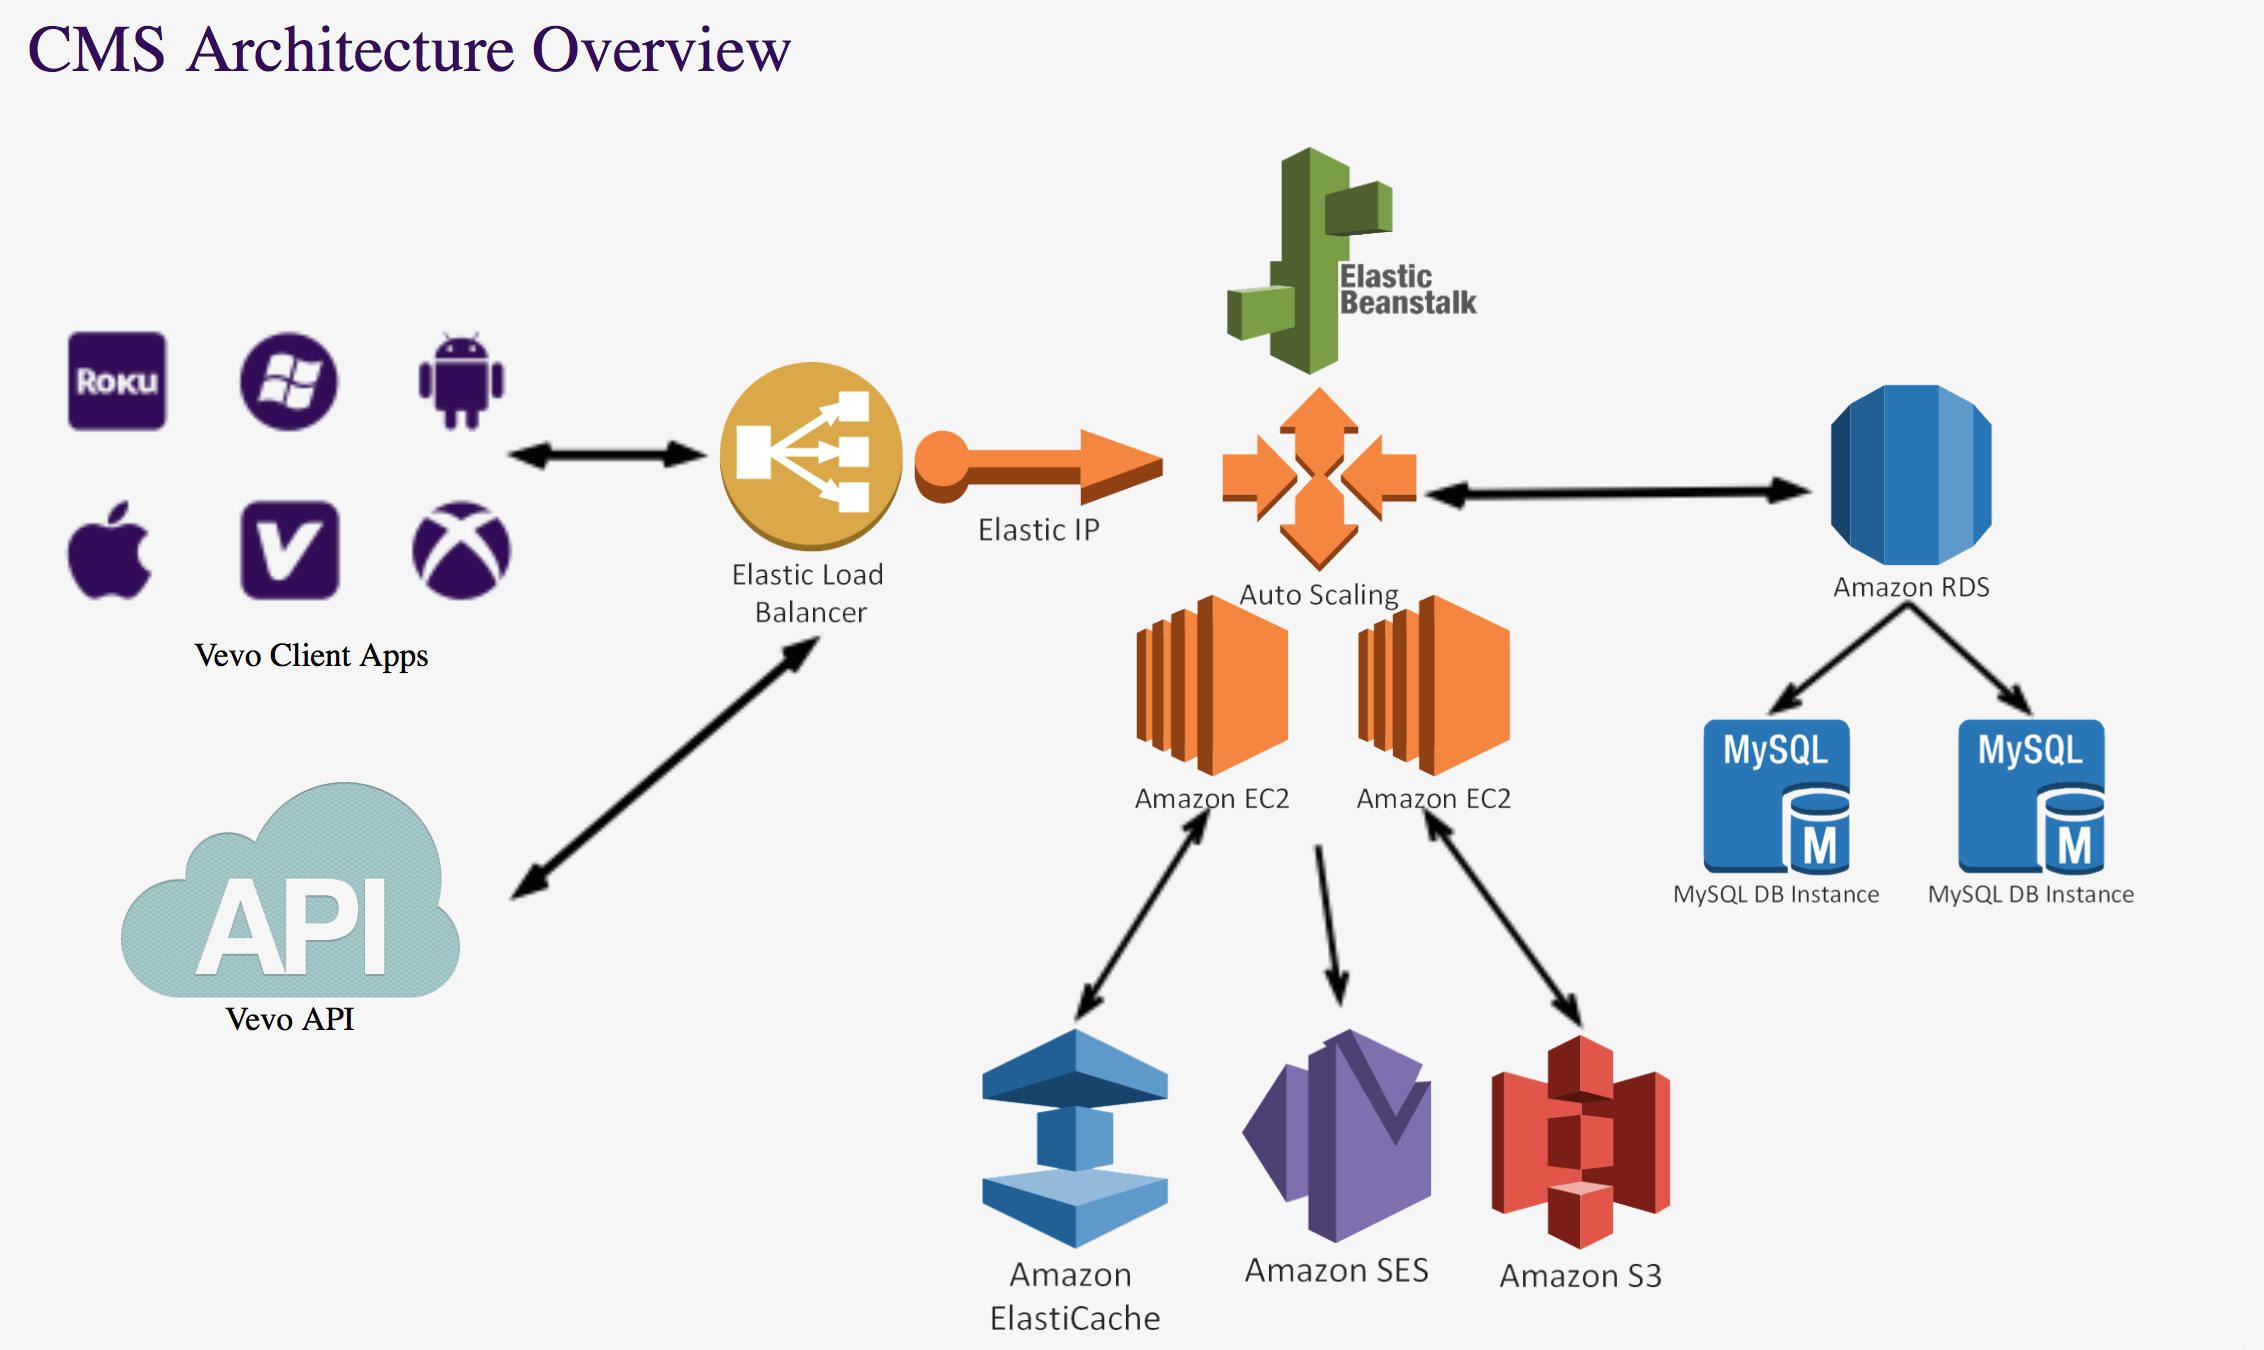 CMS Architecture Overview
Elastic
Beanstalk
Roku
Elastic IP
Elastic Load
Balancer
Auto Scaling
Amazon RDS
Vevo Client Apps
MySQL
MySQL
Amazon EC2
Amazon EC2
M
M
MySQL DB Instance
MySQL DB Instance
API
Vevo API
Amazon
ElastiCache
Amazon SES
Amazon S3